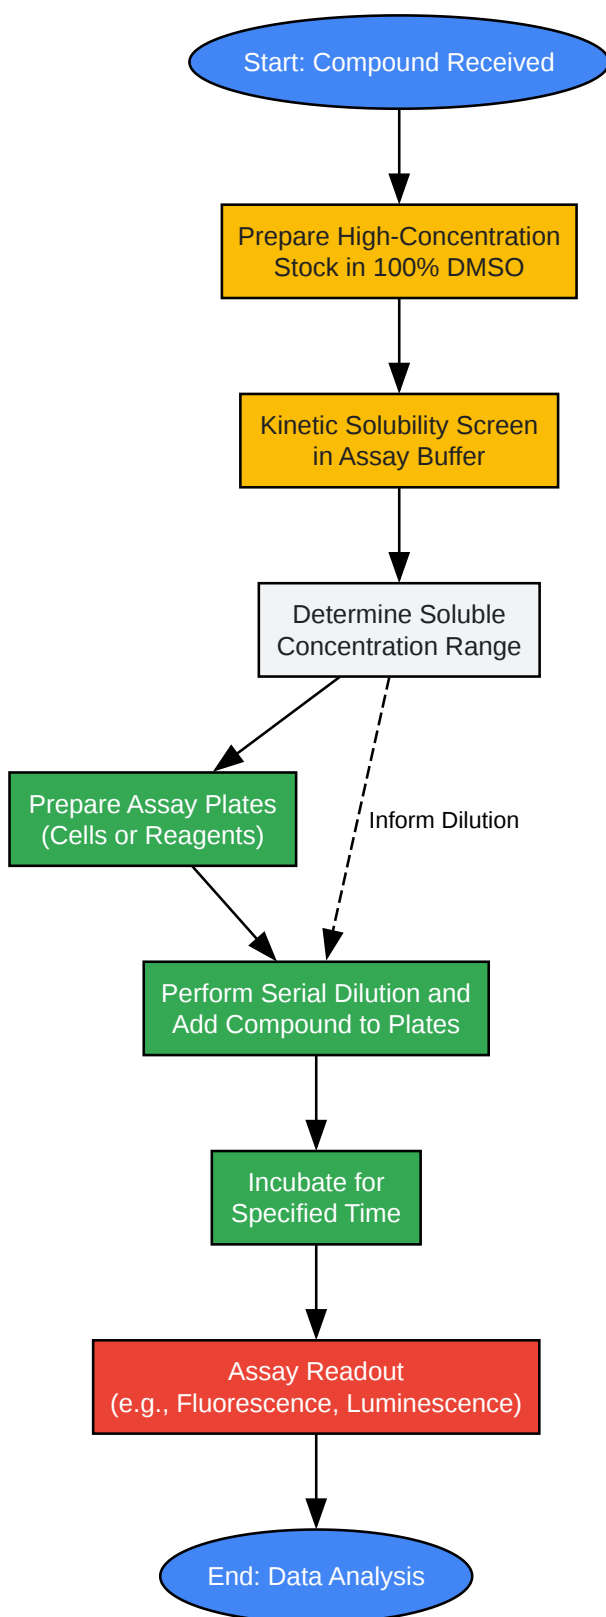 Start: Compound Received
Prepare High-Concentration
Stock in 100% DMSO
Kinetic Solubility Screen
in Assay Buffer
Determine Soluble
Concentration Range
Prepare Assay Plates
(Cells or Reagents)
Inform Dilution
Perform Serial Dilution and
Add Compound to Plates
Incubate for
Specified Time
Assay Readout
(e.g., Fluorescence, Luminescence)
End: Data Analysis